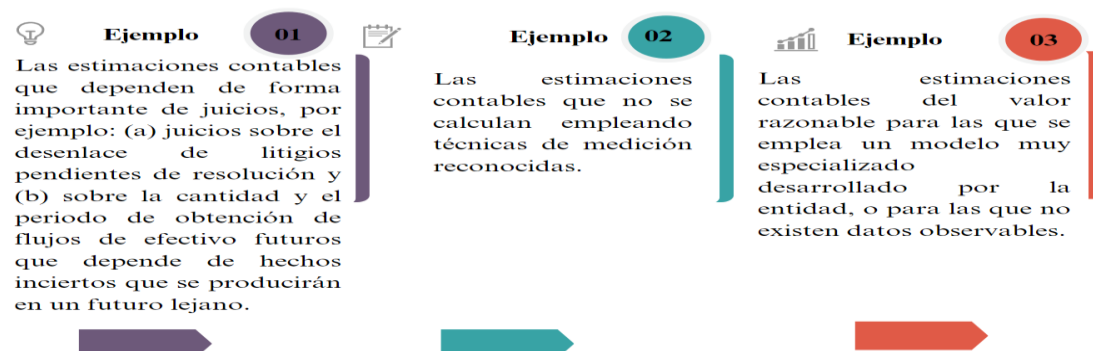 Ejemplo 01
Las estimaciones contables
que dependen de forma
importante de juicios, por
ejemplo: (a) juicios sobre el
desenlace de litigios
pendientes de resolución y
(b) sobre la cantidad y el
periodo de obtención de
flujos de efectivo futuros
que depende de hechos
inciertos que se producirán
en un futuro lejano.
Ejemplo 02
Las estimaciones
contables que no se
calculan empleando
técnicas de medición
reconocidas.
Ejemplo 03
Las estimaciones
contables del valor
razonable para las que se
emplea un modelo muy
especializado
desarrollado por la
entidad, o para las que no
existen datos observables.